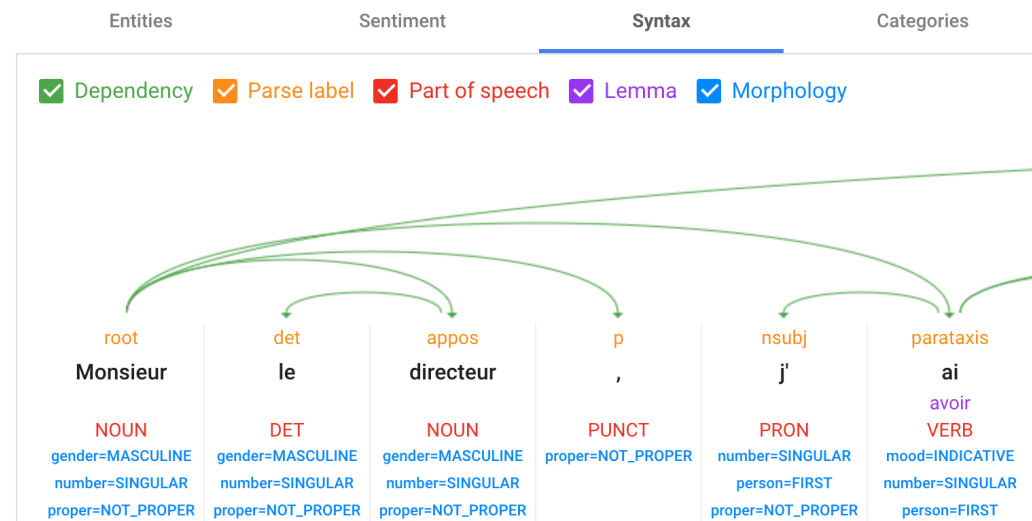 Entities Sentiment Syntax Categories
Dependency Parse label Part of speech Lemma Morphology
root det appos p nsubj parataxis
Monsieur le directeur , j' ai
avoir
NOUN DET NOUN PUNCT PRON VERB
gender=MASCULINE gender=MASCULINE gender=MASCULINE proper=NOT_PROPER number=SINGULAR mood=INDICATIVE
number=SINGULAR number=SINGULAR number=SINGULAR person=FIRST number=SINGULAR
proper=NOT_PROPER proper=NOT_PROPER proper=NOT_PROPER proper=NOT_PROPER person=FIRST